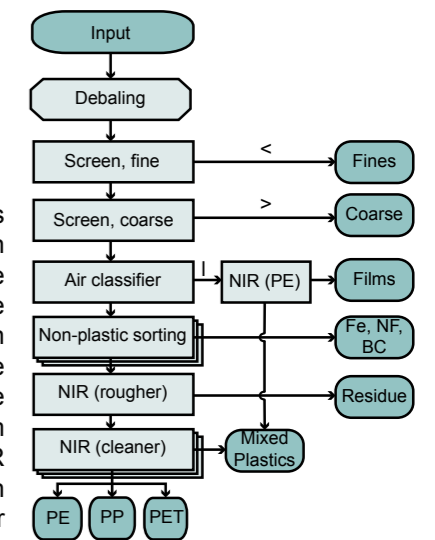 Input
Debaling
Screen, fine
<
Fines
Screen, coarse
>
Coarse
Air classifier
l
NIR (PE)
Films
Non-plastic sorting
Fe, NF,
BC
NIR (rougher)
Residue
NIR (cleaner)
Mixed
Plastics
PE
PP
PET